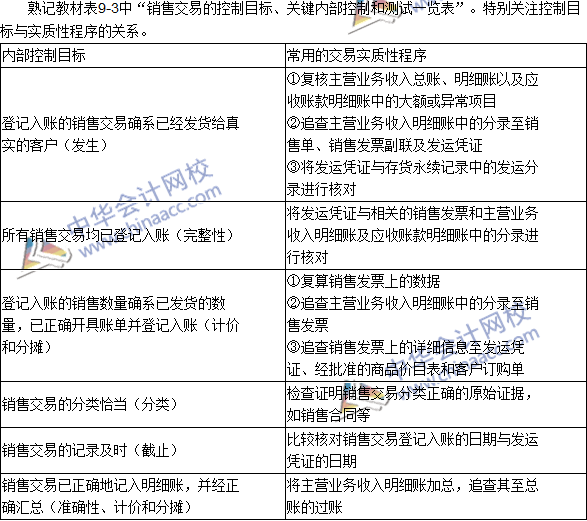 熟记教材表9-3中“销售交易的控制目标、关键内部控制和测试一览表”。特别关注控制目
标与实质性程序的关系。
内部控制目标
常用的交易实质性程序
登记入账的销售交易确系已经发货给真
实的客户（发生）
①复核主营业务收入总账、明细账以及应
收账款明细账中的大额或异常项目
②追查主营业务收入明细账中的分录至销
售单、销售发票副联及发运凭证
③将发运凭证与存货永续记录中的发运分
录进行核对
所有销售交易均已登记入账（完整性）
将发运凭证与相关的销售发票和主营业务
收入明细账及应收账款明细账中的分录进
行核对
登记入账的销售数量确系已发货的数
量，已正确开具账单并登记入账（计价
和分摊）
①复算销售发票上的数据
②追查主营业务收入明细账中的分录至销
售发票
③追查销售发票上的详细信息至发运凭
证、经批准的商品价目表和客户订购单
销售交易的分类恰当（分类）
检查证明销售交易分类正确的原始证据，
如销售合同等
销售交易的记录及时（截止）
比较核对销售交易登记入账的日期与发运
凭证的日期
销售交易已正确地记入明细账，并经正
确汇总（准确性、计价和分摊）
将主营业务收入明细账加总，追查其至总
账的过账
中华会计网校
www.chinaacc.com
中华会计网校
www.chinaacc.com